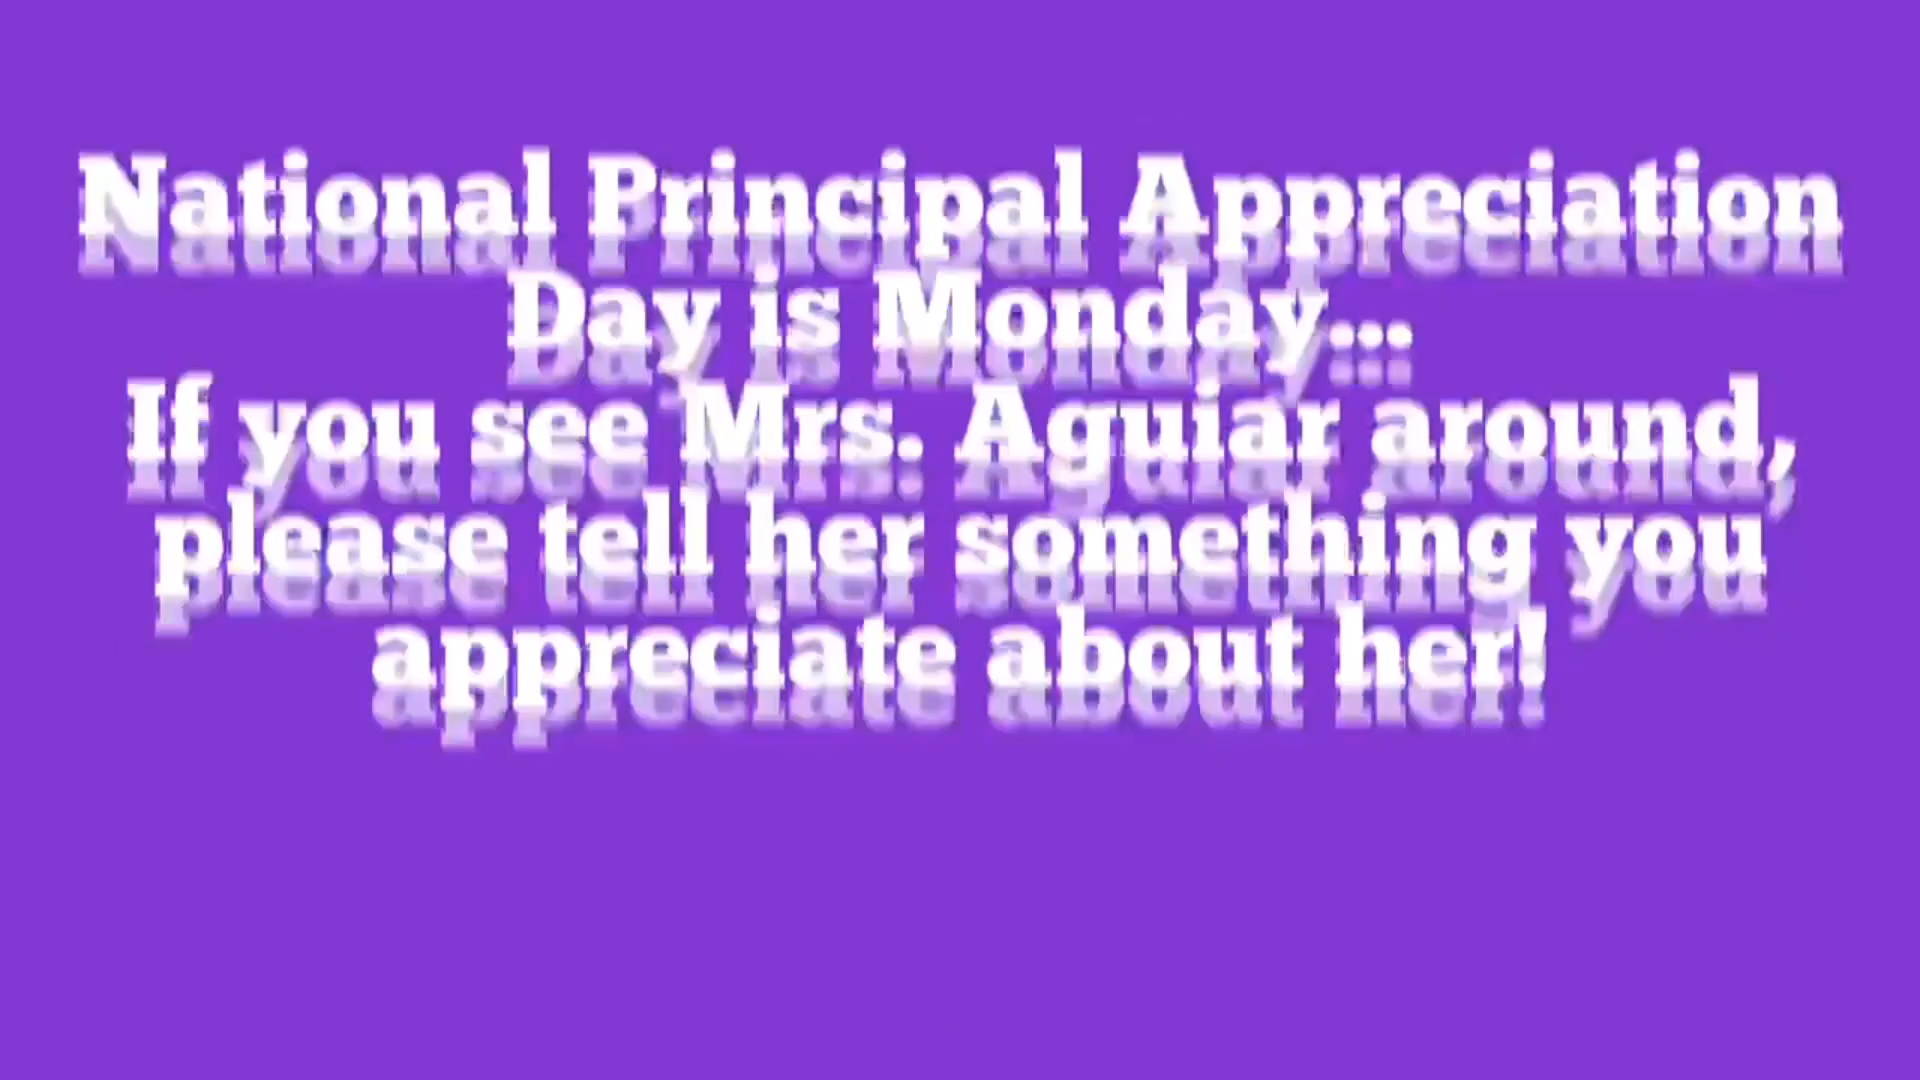 National Principal Appreciation
Day is Monday...
If you see Mrs. Aguiar around,
please tell her something you
appreciate about her!